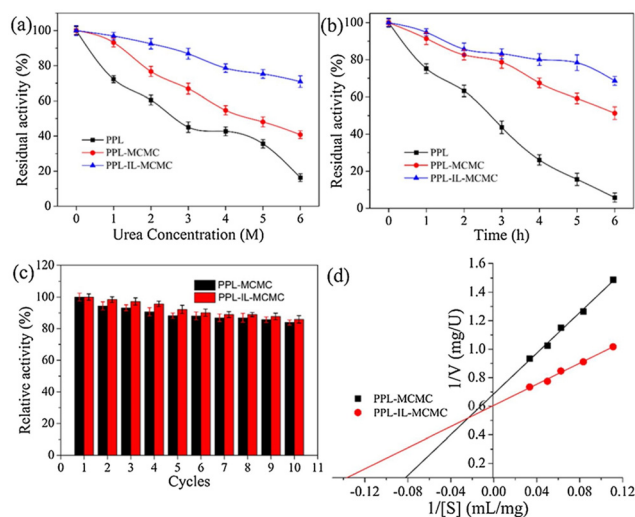 (a)
Residual activity (%)
100
80
60
40
20
0
PPL
PPL-MCMC
PPL-IL-MCMC
0 1 2 3 4 5 6
Urea Concentration (M)
(b)
Residual activity (%)
100
80
60
40
20
0
PPL
PPL-MCMC
PPL-IL-MCMC
0 1 2 3 4 5 6
Time (h)
(c)
Relative activity (%)
120
100
80
60
40
20
0
PPL-MCMC
PPL-IL-MCMC
0 1 2 3 4 5 6 7 8 9 10 11
Cycles
(d)
1/V (mg/U)
1.6
1.4
1.2
1.0
0.8
0.6
0.4
0.2
PPL-MCMC
PPL-IL-MCMC
-0.12 -0.08 -0.04 0.00 0.04 0.08 0.12
1/[S] (mL/mg)